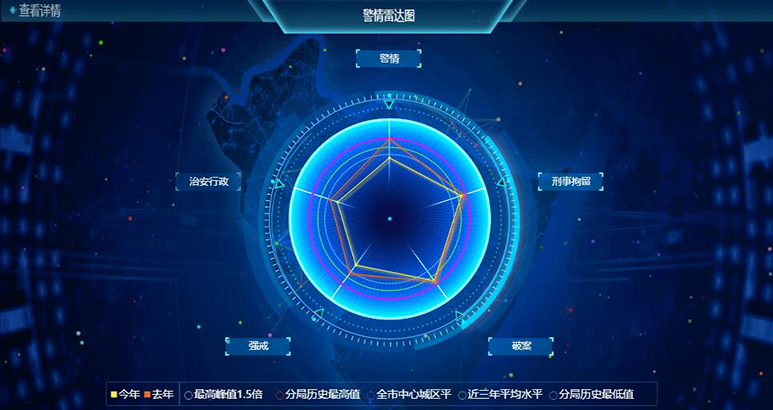 查看详情
警情雷达图
警情
治安行政
刑事拘留
强戒
破案
今年 去年 最高峰值1.5倍 分局历史最高值 全市中心城区平 近三年平均水平 分局历史最低值